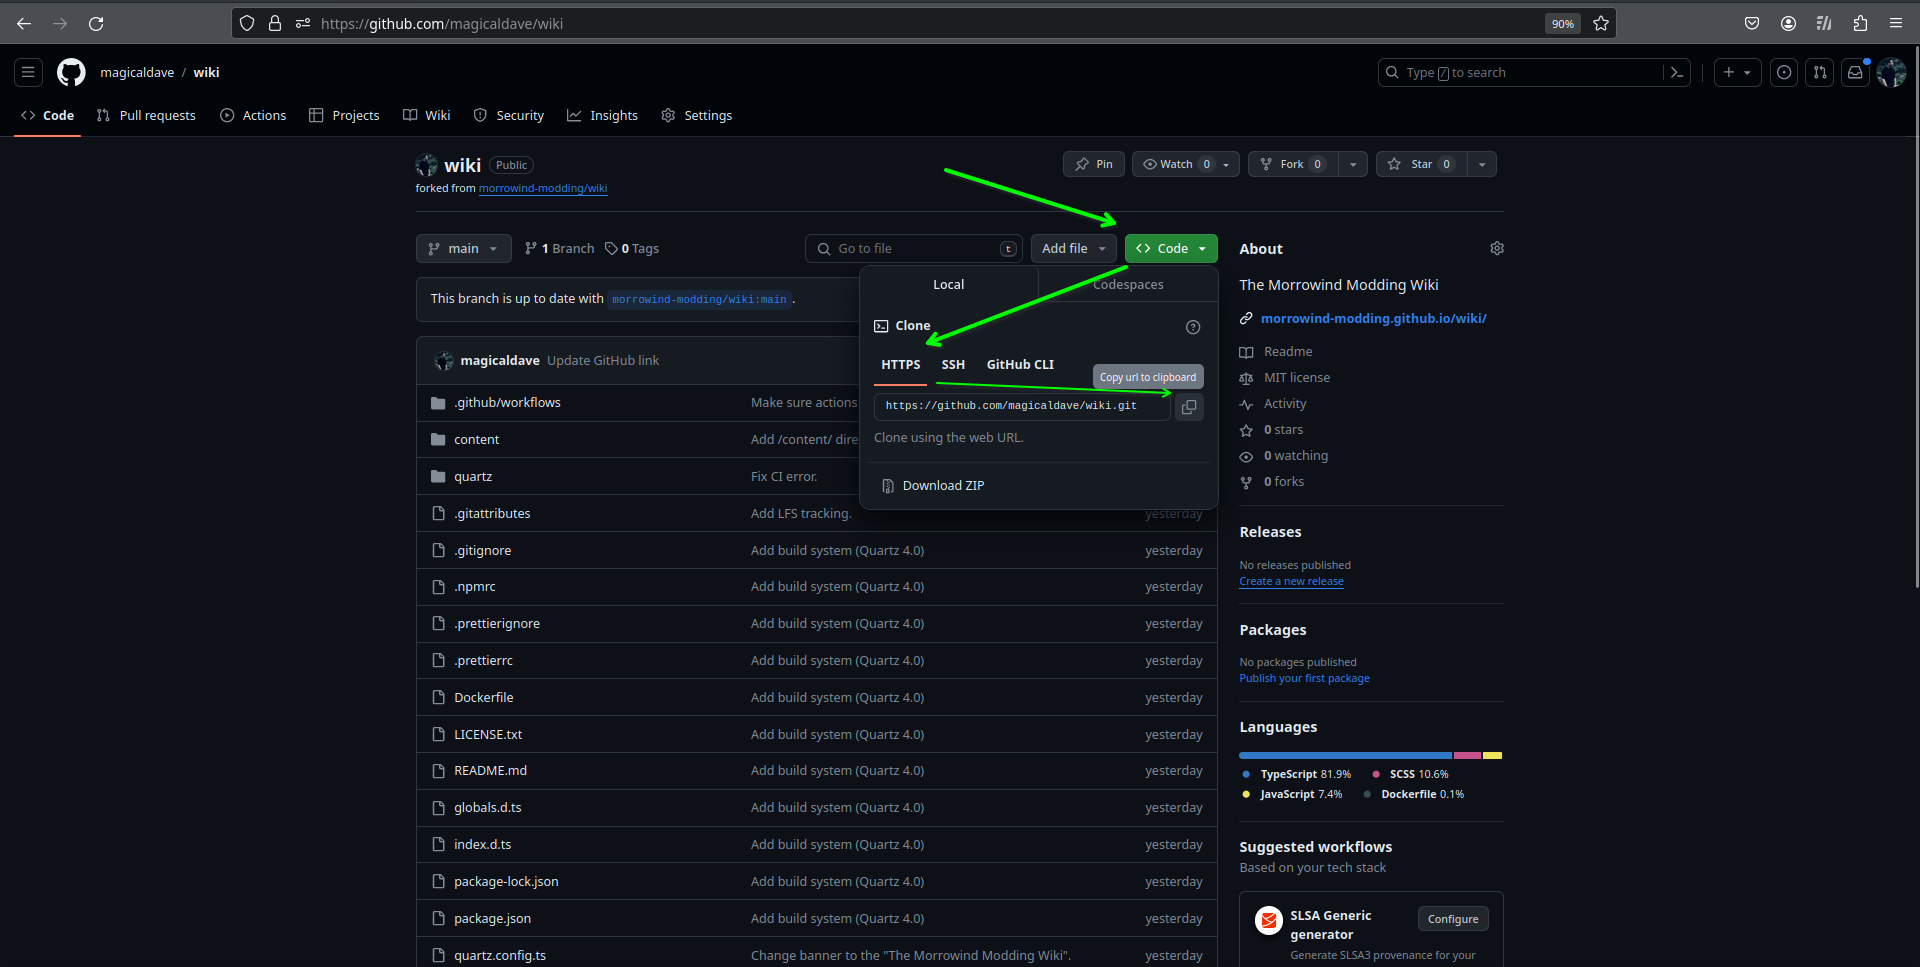 https://github.com/magicaldave/wiki
90%
magicaldave / wiki
Type / to search
Code
Pull requests
Actions
Projects
Wiki
Security
Insights
Settings
wiki Public
Pin
Watch 0
Fork 0
Star 0
forked from morrowind-modding/wiki
main
1 Branch
0 Tags
Go to file t
Add file
Code
This branch is up to date with morrowind-modding/wiki:main .
Local
Codespaces
Clone
HTTPS
SSH
GitHub CLI
Copy url to clipboard
https://github.com/magicaldave/wiki.git
Clone using the web URL.
Download ZIP
magicaldave Update GitHub link
.github/workflows Make sure actions
content Add /content/ dire
quartz Fix CI error.
.gitattributes Add LFS tracking. yesterday
.gitignore Add build system (Quartz 4.0) yesterday
.npmrc Add build system (Quartz 4.0) yesterday
.prettierignore Add build system (Quartz 4.0) yesterday
.prettierrc Add build system (Quartz 4.0) yesterday
Dockerfile Add build system (Quartz 4.0) yesterday
LICENSE.txt Add build system (Quartz 4.0) yesterday
README.md Add build system (Quartz 4.0) yesterday
globals.d.ts Add build system (Quartz 4.0) yesterday
index.d.ts Add build system (Quartz 4.0) yesterday
package-lock.json Add build system (Quartz 4.0) yesterday
package.json Add build system (Quartz 4.0) yesterday
quartz.config.ts Change banner to the "The Morrowind Modding Wiki". yesterday
About
The Morrowind Modding Wiki
morrowind-modding.github.io/wiki/
Readme
MIT license
Activity
0 stars
0 watching
0 forks
Releases
No releases published
Create a new release
Packages
No packages published
Publish your first package
Languages
TypeScript 81.9%
SCSS 10.6%
JavaScript 7.4%
Dockerfile 0.1%
Suggested workflows
Based on your tech stack
SLSA Generic
generator
Configure
Generate SLSA3 provenance for your